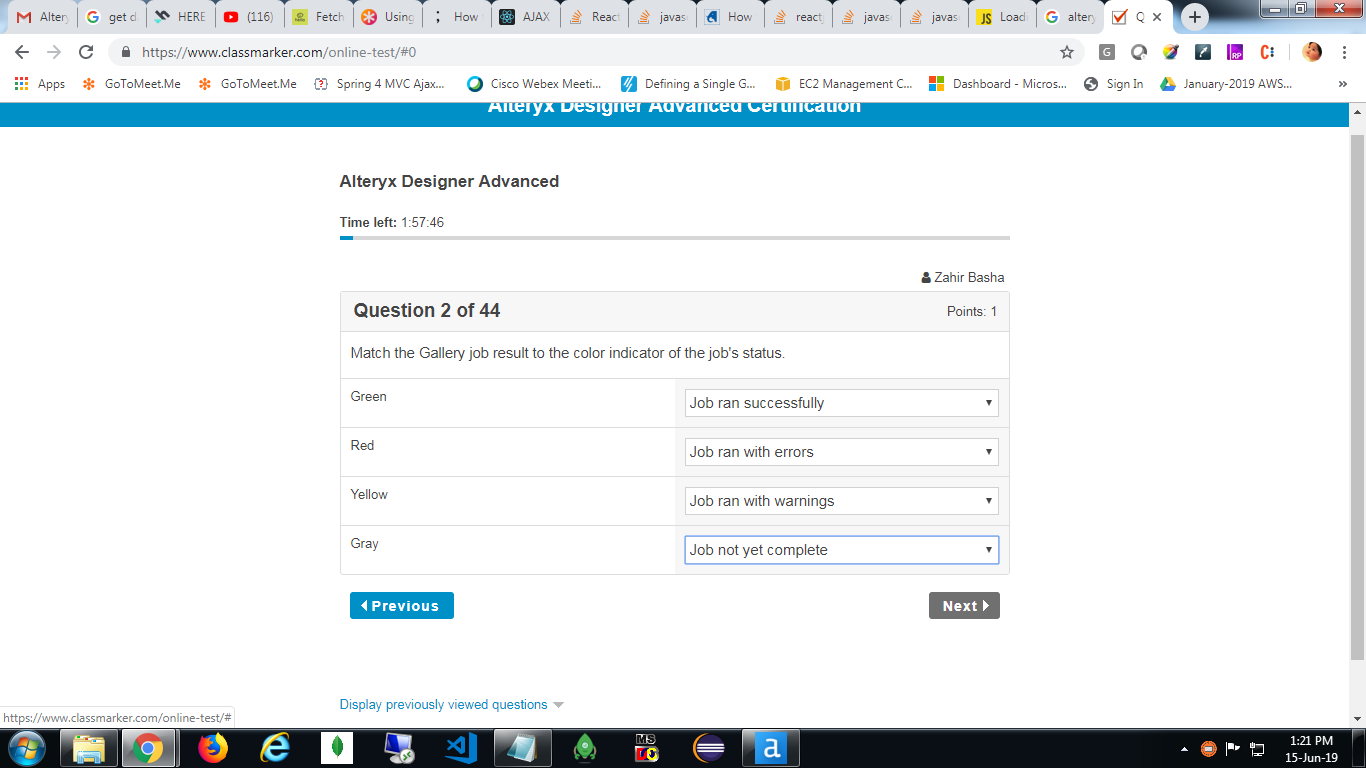 Altery
get d
HERE
(116)
Fetch
Using
How
AJAX
React
javas
How
react
javas
javas
JS Loadi
altery
Q
https://www.classmarker.com/online-test/#0
Apps
GoToMeet.Me
GoToMeet.Me
Spring 4 MVC Ajax...
Cisco Webex Meeti...
Defining a Single G...
EC2 Management C...
Dashboard - Micros...
Sign In
January-2019 AWS...
»
Alteryx Designer Advanced Certification
Alteryx Designer Advanced
Time left: 1:57:46
Zahir Basha
Question 2 of 44
Points: 1
Match the Gallery job result to the color indicator of the job's status.
Green
Job ran successfully
Red
Job ran with errors
Yellow
Job ran with warnings
Gray
Job not yet complete
Previous
Next
Display previously viewed questions
https://www.classmarker.com/online-test/#
MS
a
1:21 PM
15-Jun-19